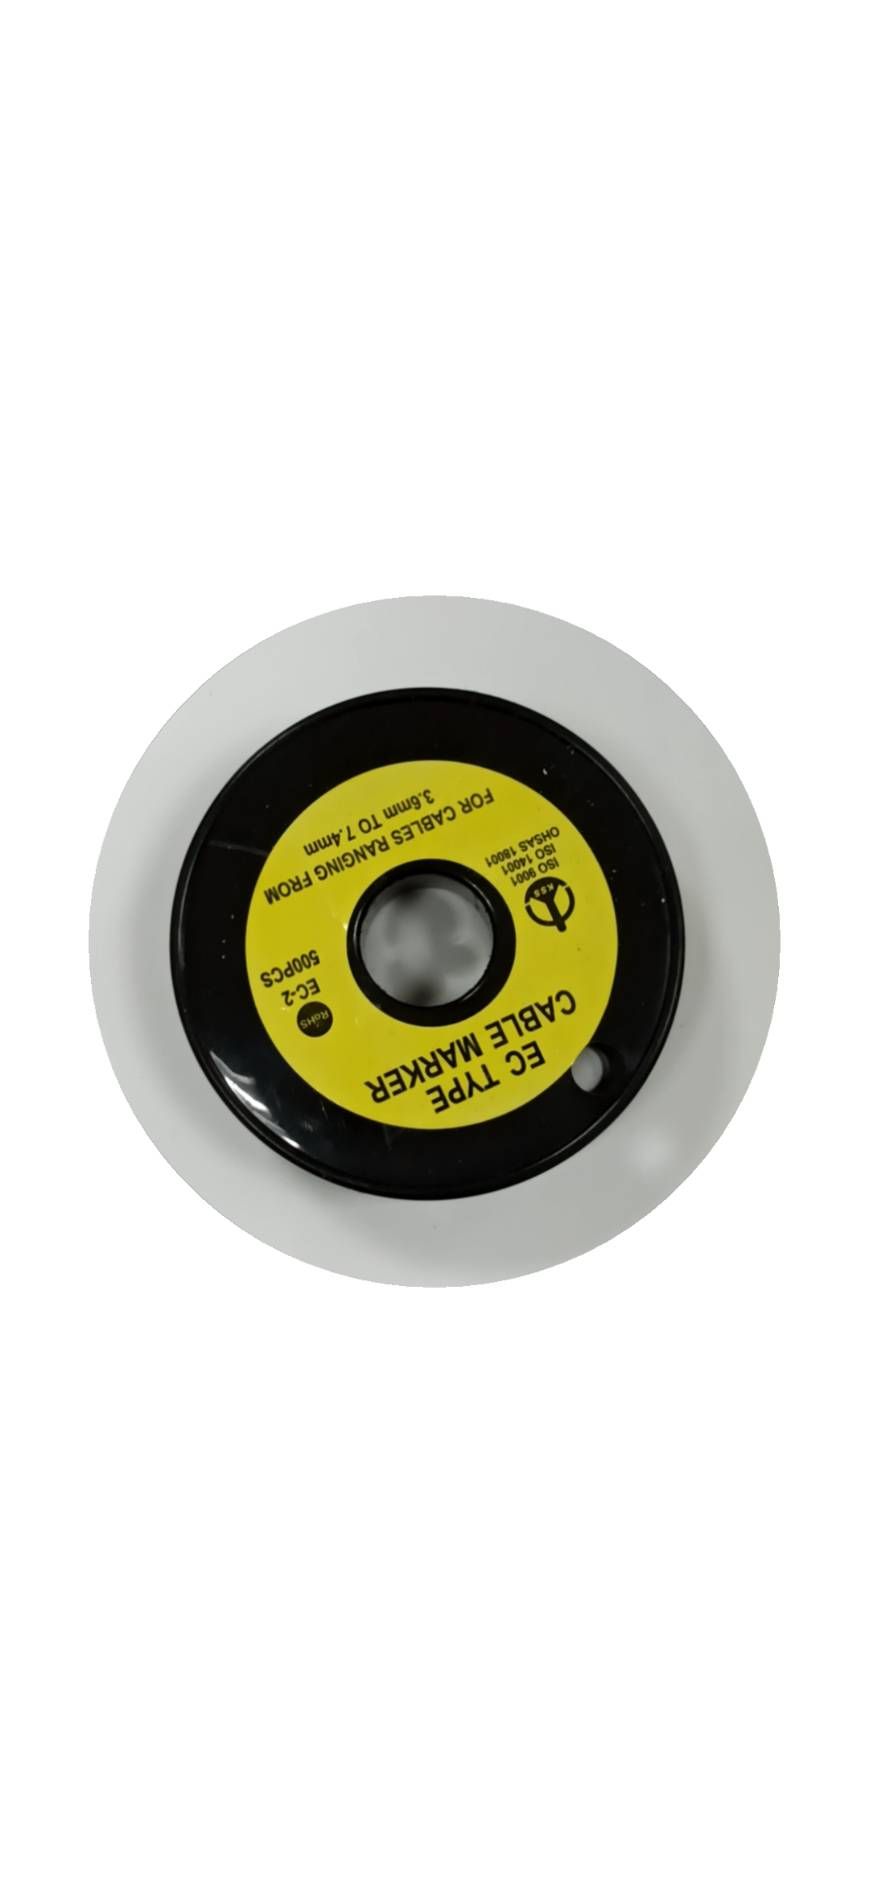 EC TYPE
CABLE MARKER
KSS
ISO 9001
ISO 14001
OHSAS 18001
RoHS
EC-2
500PCS
FOR CABLES RANGING FROM
3.6mm TO 7.4mm